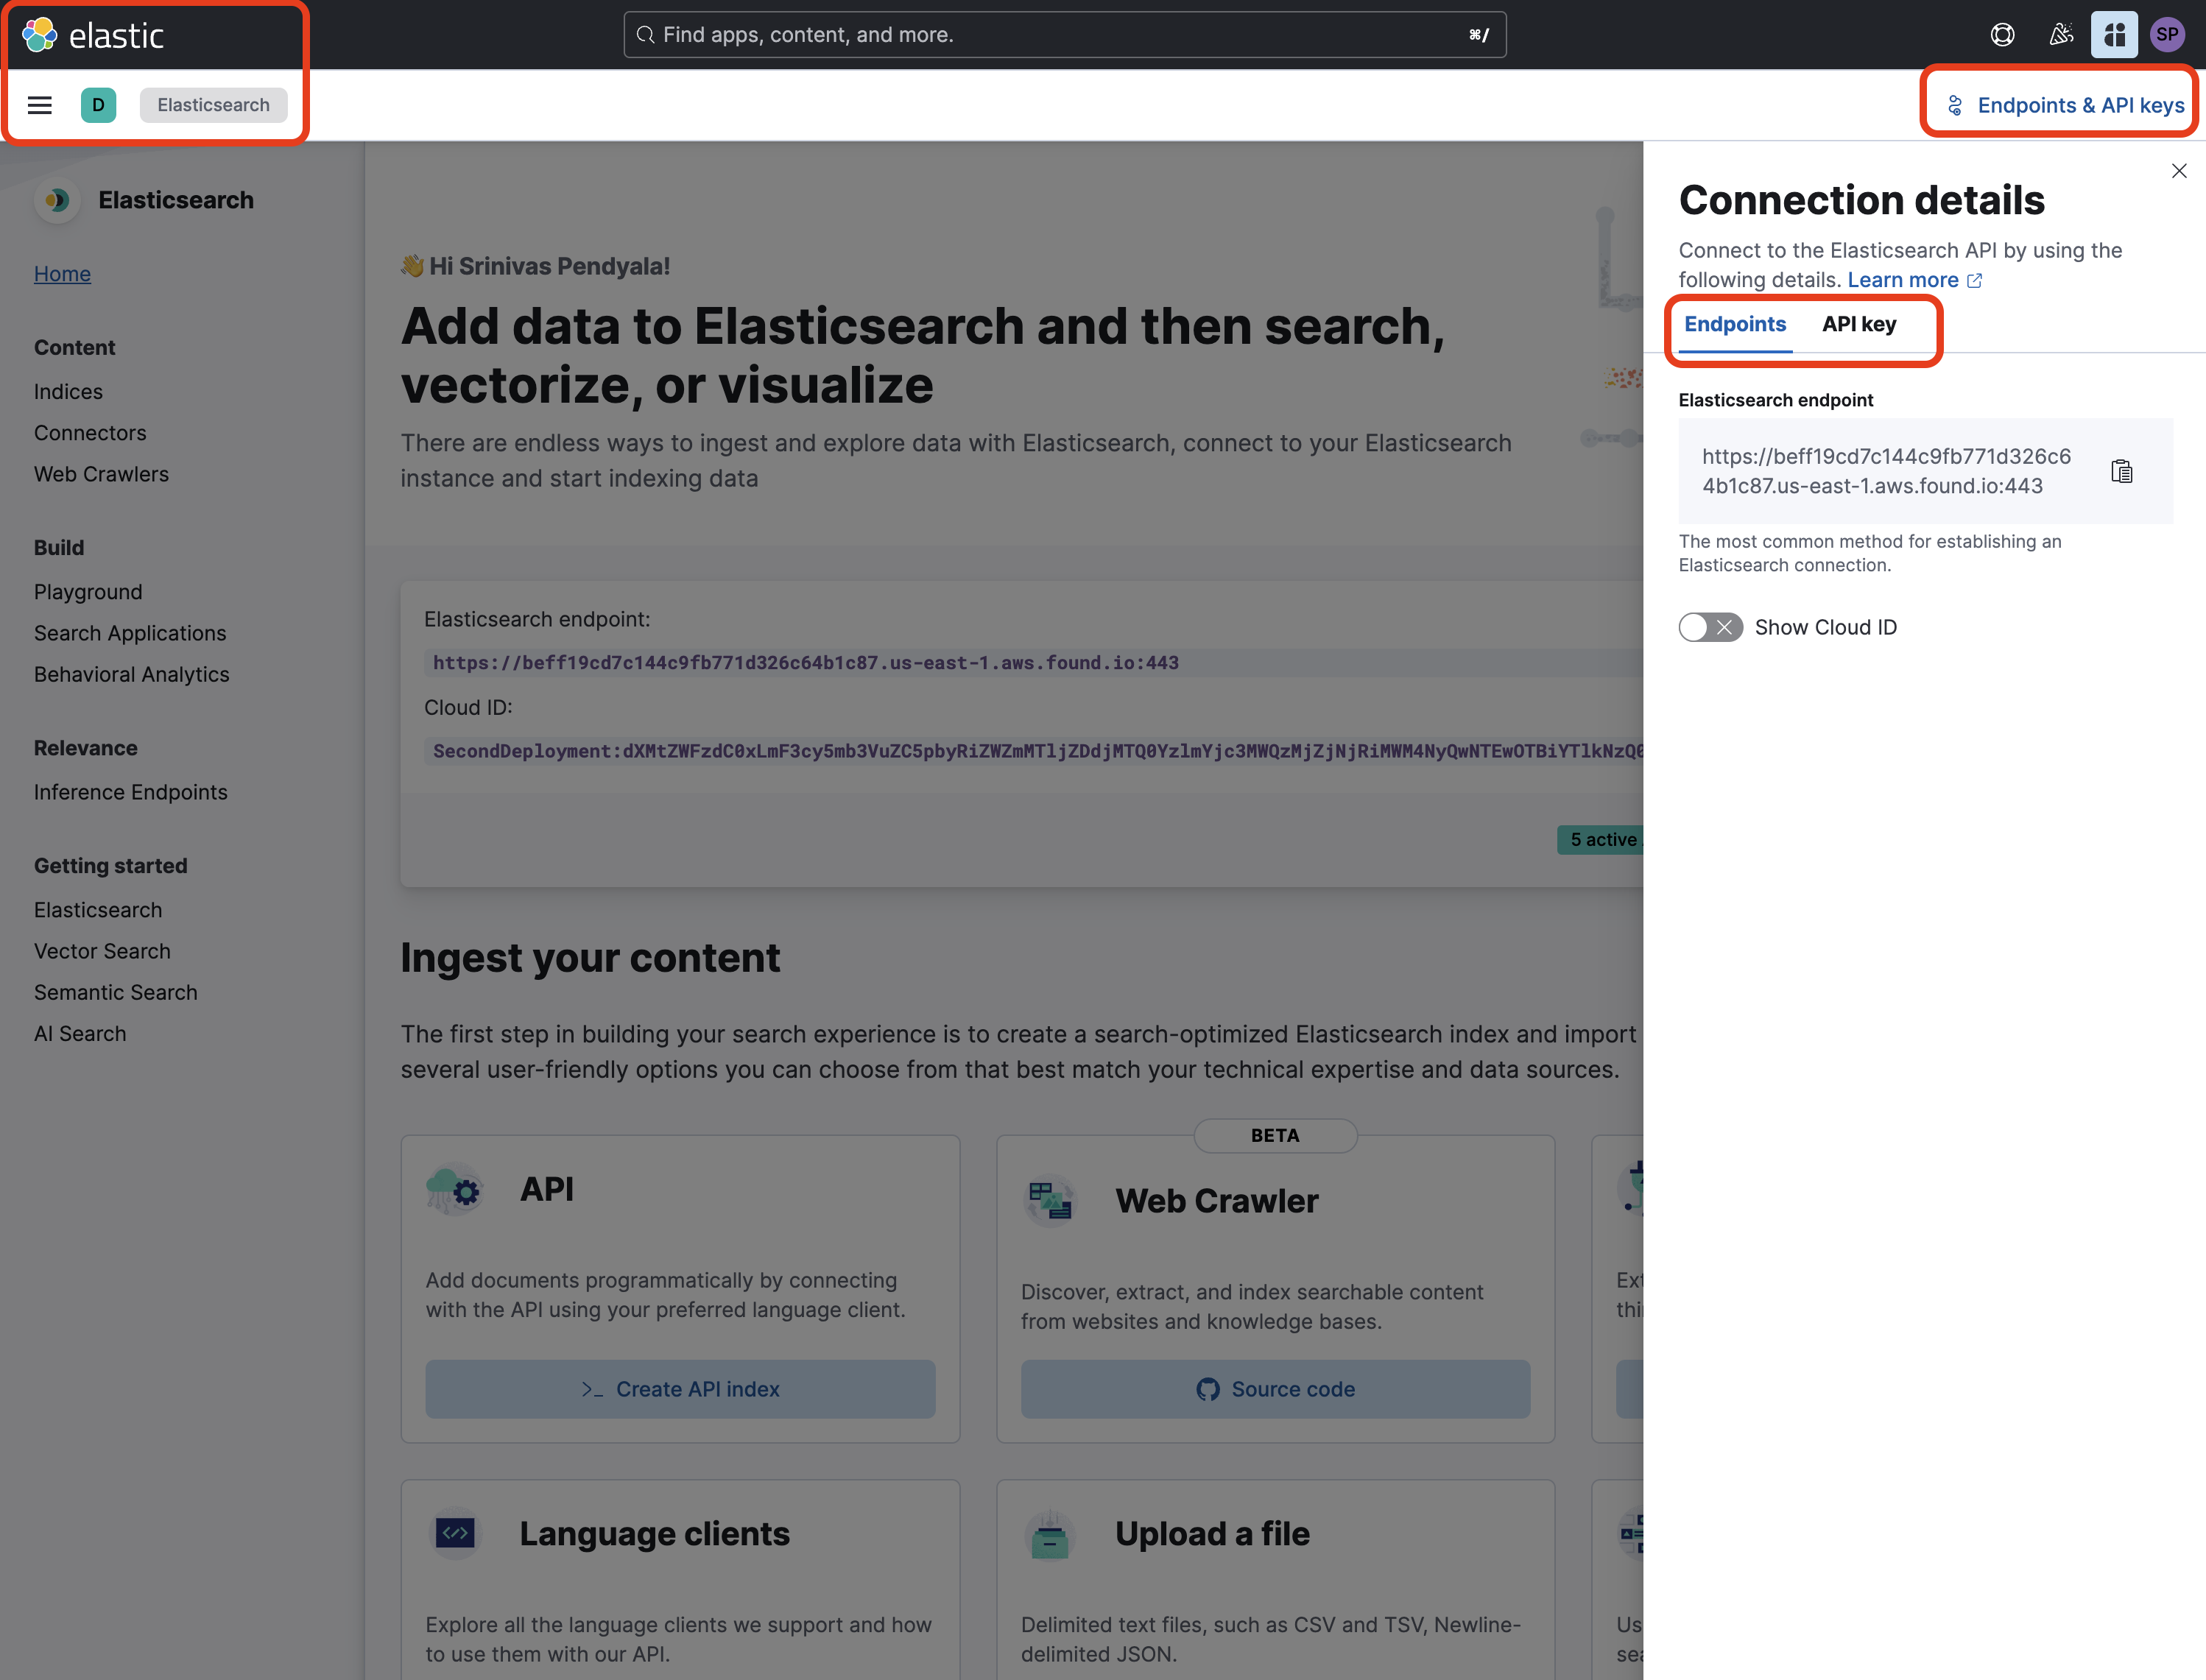 elastic
Find apps, content, and more.
⌘/
SP
D
Elasticsearch
Endpoints & API keys
Elasticsearch
Home
Content
Indices
Connectors
Web Crawlers
Build
Playground
Search Applications
Behavioral Analytics
Relevance
Inference Endpoints
Getting started
Elasticsearch
Vector Search
Semantic Search
AI Search
👋 Hi Srinivas Pendyala!
Add data to Elasticsearch and then search,
vectorize, or visualize
There are endless ways to ingest and explore data with Elasticsearch, connect to your Elasticsearch
instance and start indexing data
Elasticsearch endpoint:
https://beff19cd7c144c9fb771d326c64b1c87.us-east-1.aws.found.io:443
Cloud ID:
SecondDeployment:dXMtZWFzdC0xLmF3cy5mb3VuZC5pbyRiZWZmMTljZDdjMTQ0YzlmYjc3MWQzMjZjNjRiMWM4NyQwNTEwOTBiYTlkNzQ0
5 active
Ingest your content
The first step in building your search experience is to create a search-optimized Elasticsearch index and import
several user-friendly options you can choose from that best match your technical expertise and data sources.
API
Add documents programmatically by connecting
with the API using your preferred language client.
>_ Create API index
BETA
Web Crawler
Discover, extract, and index searchable content
from websites and knowledge bases.
Source code
Ext
thi
Language clients
Explore all the language clients we support and how
to use them with our API.
Upload a file
Delimited text files, such as CSV and TSV, Newline-
delimited JSON.
Us
sea
Connection details
Connect to the Elasticsearch API by using the
following details. Learn more
Endpoints
API key
Elasticsearch endpoint
https://beff19cd7c144c9fb771d326c6
4b1c87.us-east-1.aws.found.io:443
The most common method for establishing an
Elasticsearch connection.
Show Cloud ID